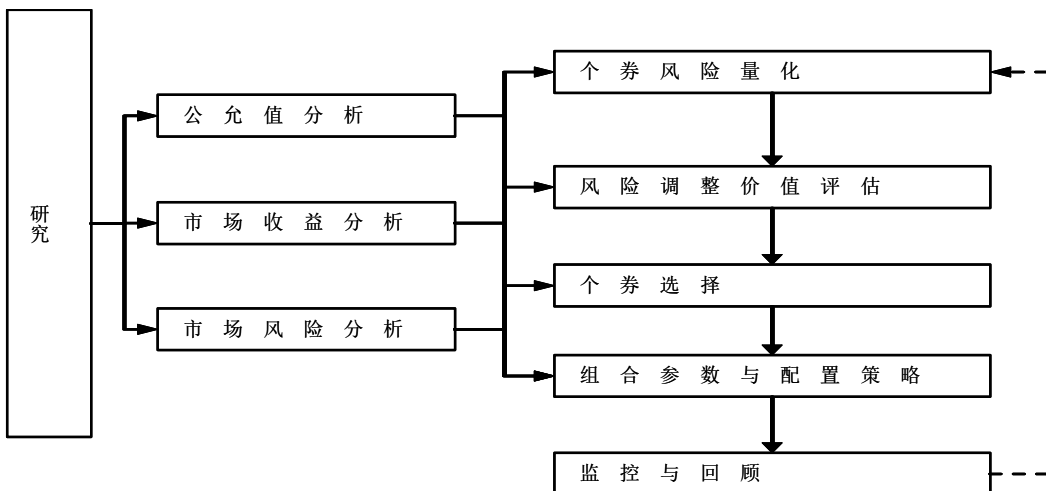 研究
公允值分析
市场收益分析
市场风险分析
个券风险量化
风险调整价值评估
个券选择
组合参数与配置策略
监控与回顾